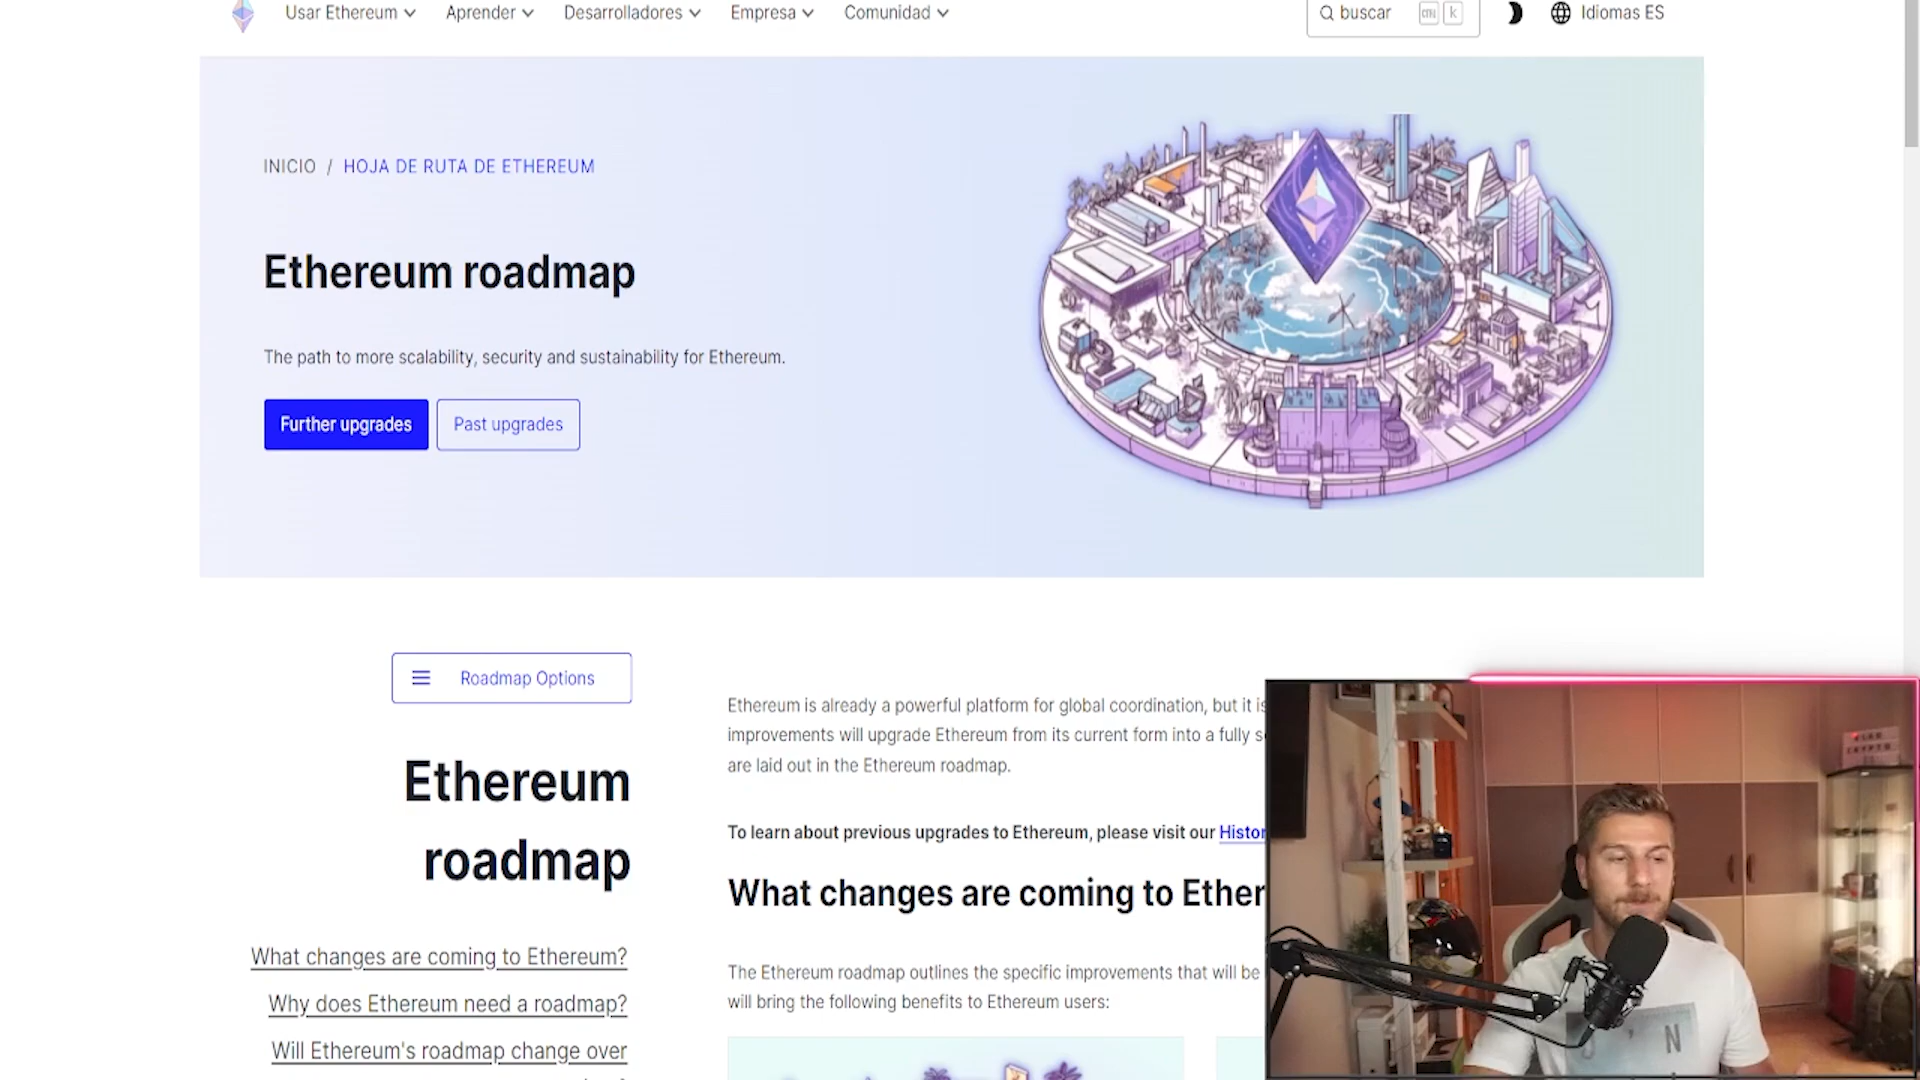 Usar Ethereum Aprender Desarrolladores Empresa Comunidad buscar k Idiomas ES
INICIO / HOJA DE RUTA DE ETHEREUM
Ethereum roadmap
The path to more scalability, security and sustainability for Ethereum.
Further upgrades Past upgrades
Roadmap Options
Ethereum
roadmap
What changes are coming to Ethereum?
Why does Ethereum need a roadmap?
Will Ethereum's roadmap change over
Ethereum is already a powerful platform for global coordination, but it is
improvements will upgrade Ethereum from its current form into a fully s
are laid out in the Ethereum roadmap.
To learn about previous upgrades to Ethereum, please visit our Histor
What changes are coming to Ether
The Ethereum roadmap outlines the specific improvements that will be
will bring the following benefits to Ethereum users: